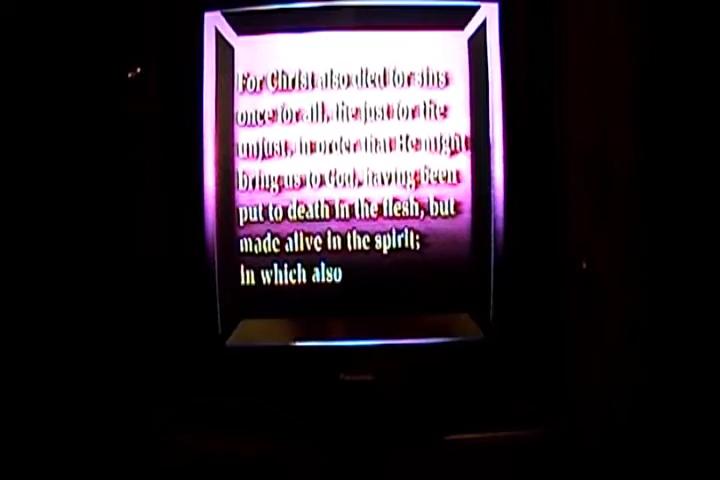 For Christ also died for sins
once for all, the just for the
unjust, in order that He might
bring us to God, having been
put to death in the flesh, but
made alive in the spirit;
in which also
Panasonic